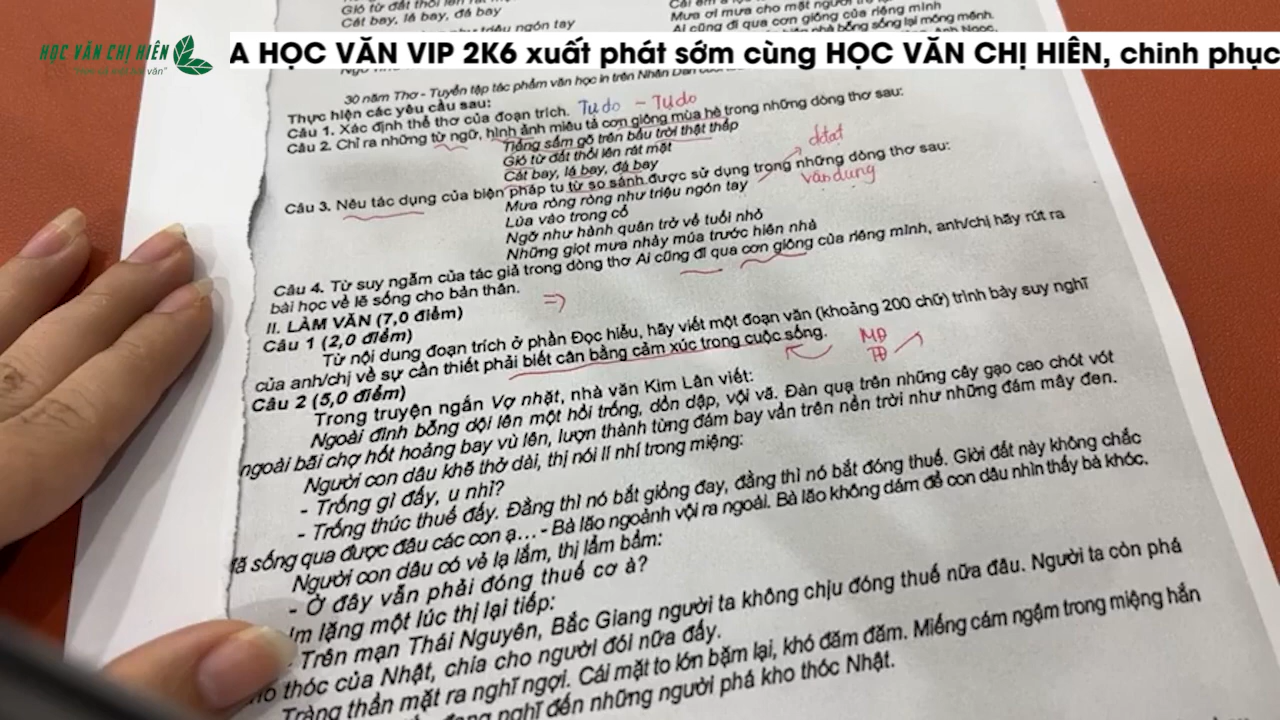 Gió từ đất thổi lên rát mặt
Cát bay, lá bay, đá bay
Mưa ơi mưa cho một người
Ai cũng đi qua cơn giông của riêng mình
HỌC VĂN CHỊ HIÊN
A HỌC VĂN VIP 2K6 xuất phát sớm cùng HỌC VĂN CHỊ HIÊN, chinh phục
30 năm Thơ - Tuyển tập tác phẩm văn học in trên Nhân Dân
Thực hiện các yêu cầu sau:
Câu 1. Xác định thể thơ của đoạn trích. Tự do - Tự do
Câu 2. Chỉ ra những từ ngữ, hình ảnh miêu tả cơn giông mùa hè trong những dòng thơ sau:
Tiếng sấm gõ trên bầu trời thật thấp
Gió từ đất thổi lên rát mặt
Cát bay, lá bay, đá bay
Câu 3. Nêu tác dụng của biện pháp tu từ so sánh được sử dụng trong những dòng thơ sau:
vận dụng
Mưa ròng ròng như triệu ngón tay
Lùa vào trong cỏ
Ngỡ như hành quân trở về tuổi nhỏ
Những giọt mưa nhảy múa trước hiên nhà
Câu 4. Từ suy ngẫm của tác giả trong dòng thơ Ai cũng đi qua cơn giông của riêng mình, anh/chị hãy rút ra
bài học về lẽ sống cho bản thân.
II. LÀM VĂN (7,0 điểm)
Câu 1 (2,0 điểm)
Từ nội dung đoạn trích ở phần Đọc hiểu, hãy viết một đoạn văn (khoảng 200 chữ) trình bày suy nghĩ
của anh/chị về sự cần thiết phải biết cân bằng cảm xúc trong cuộc sống.
MĐ
TĐ
Câu 2 (5,0 điểm)
Trong truyện ngắn Vợ nhặt, nhà văn Kim Lân viết:
Ngoài đình bỗng dội lên một hồi trống, dồn dập, vội vã. Đàn quạ trên những cây gạo cao chót vót
ngoài bãi chợ hốt hoảng bay vù lên, lượn thành từng đám bay vần trên nền trời như những đám mây đen.
Người con dâu khẽ thở dài, thị nói lí nhí trong miệng:
- Trống gì đấy, u nhỉ?
- Trống thúc thuế đấy. Đằng thì nó bắt giồng đay, đằng thì nó bắt đóng thuế. Giời đất này không chắc
đã sống qua được đâu các con ạ... - Bà lão ngoảnh vội ra ngoài. Bà lão không dám để con dâu nhìn thấy bà khóc.
Người con dâu có vẻ lạ lắm, thị lẩm bẩm:
- Ở đây vẫn phải đóng thuế cơ à?
Im lặng một lúc thị lại tiếp:
- Trên mạn Thái Nguyên, Bắc Giang người ta không chịu đóng thuế nữa đâu. Người ta còn phá
kho thóc của Nhật, chia cho người đói nữa đấy.
Tràng thần mặt ra nghĩ ngợi. Cái mặt to lớn bặm lại, khó đăm đăm. Miếng cám ngậm trong miệng hắn
đang nghĩ đến những người phá kho thóc Nhật.